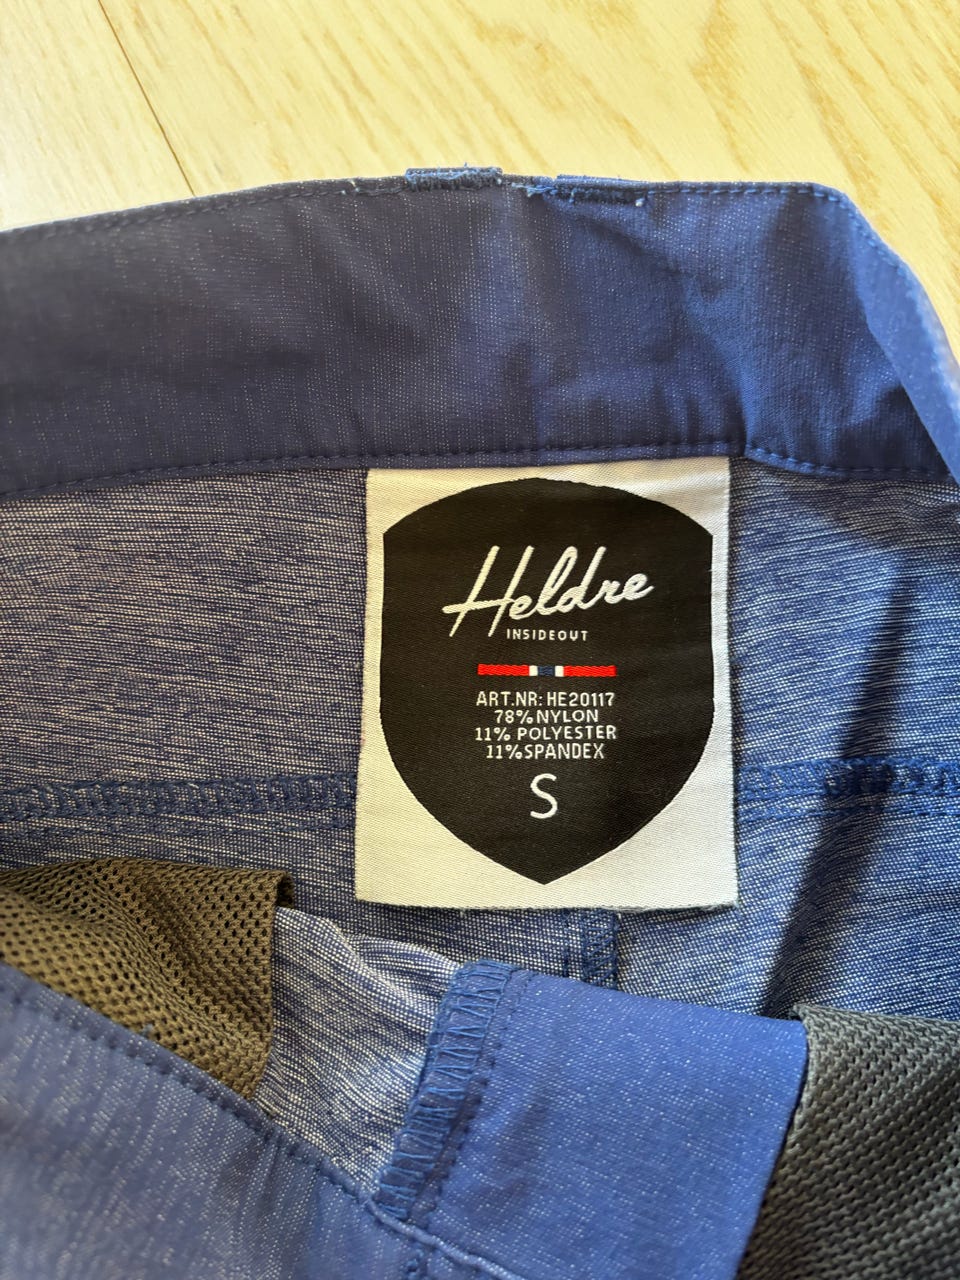 Heldre
INSIDEOUT
ART.NR: HE20117
78% NYLON
11% POLYESTER
11% SPANDEX
S